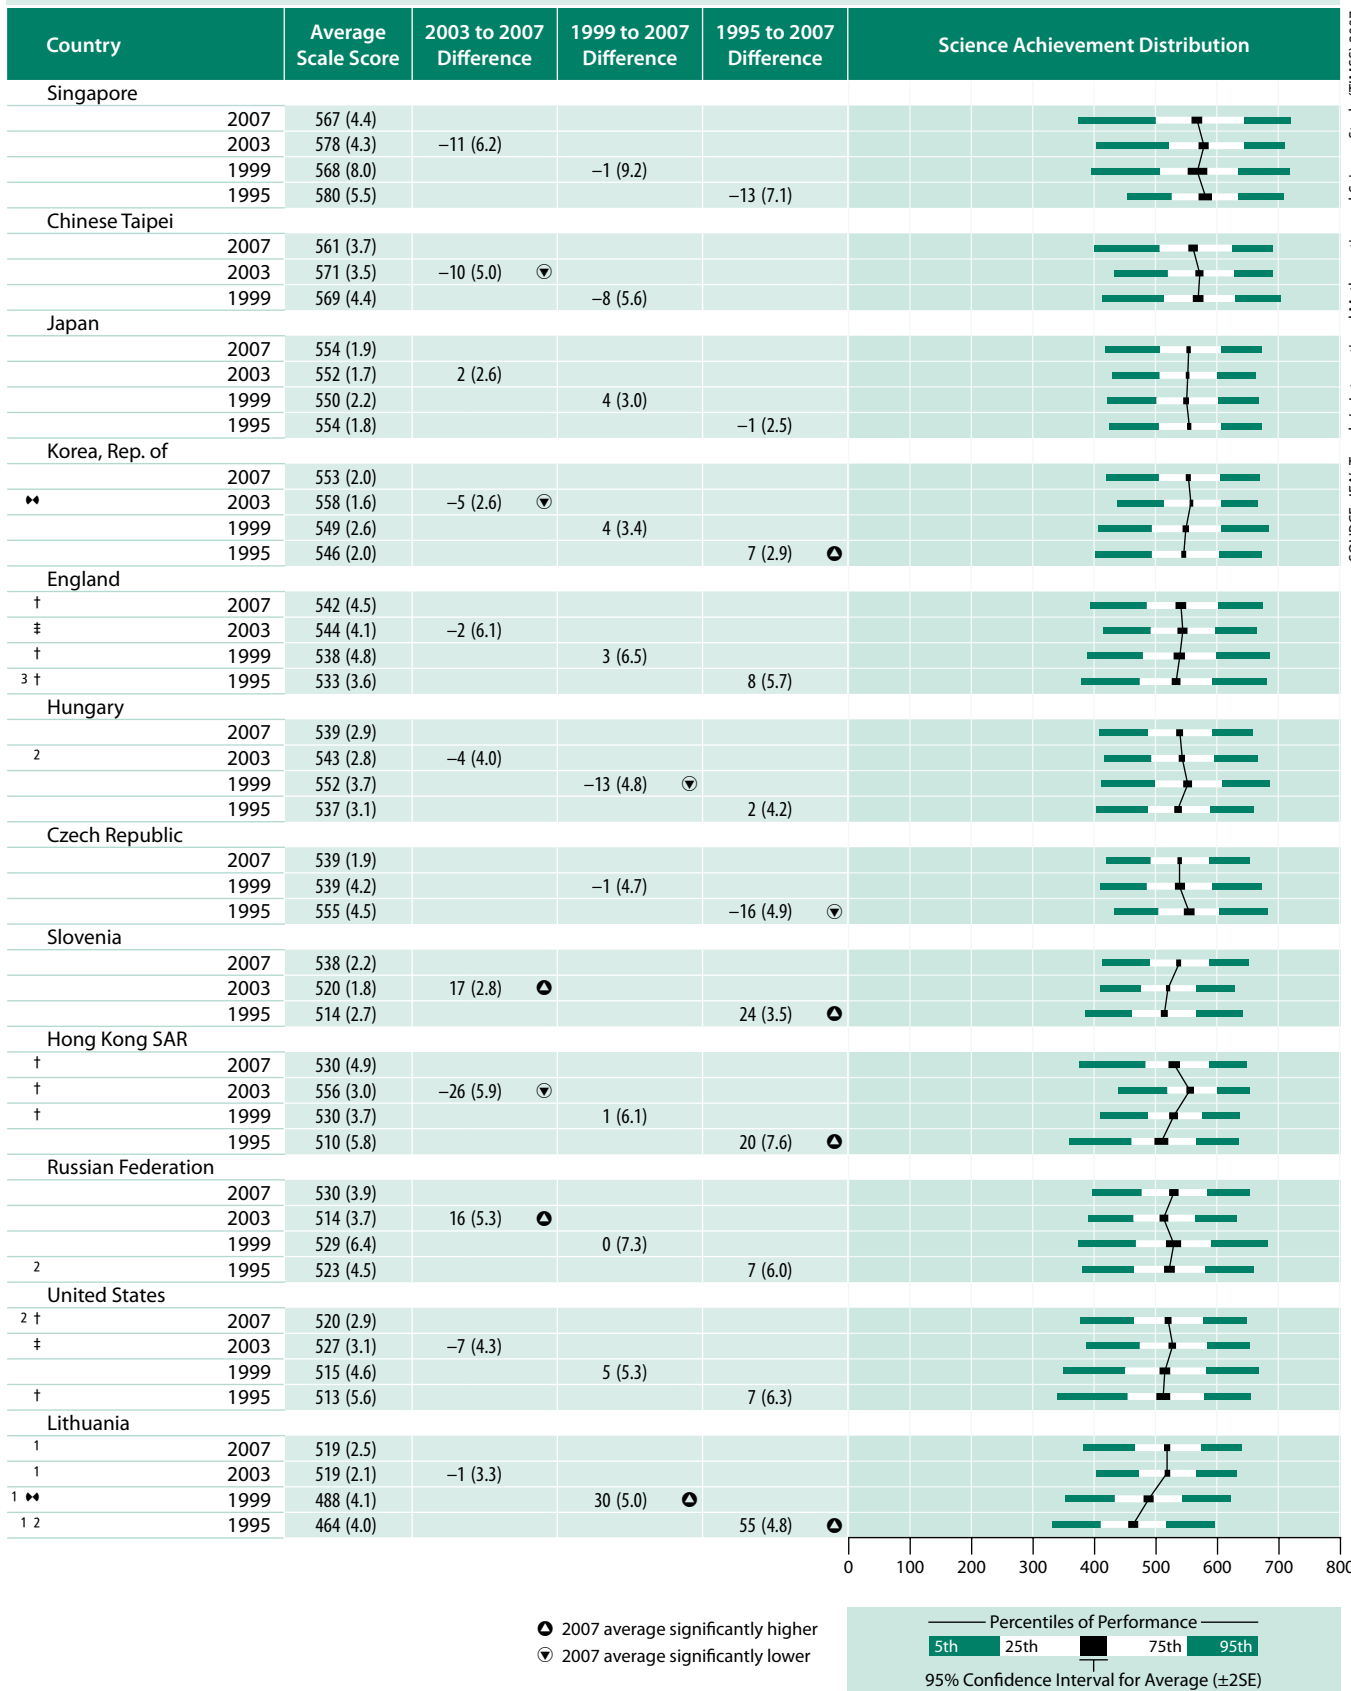 Country Average Scale Score 2003 to 2007 Difference 1999 to 2007 Difference 1995 to 2007 Difference Science Achievement Distribution
Singapore
2007 567 (4.4)
2003 578 (4.3) −11 (6.2)
1999 568 (8.0) −1 (9.2)
1995 580 (5.5) −13 (7.1)
Chinese Taipei
2007 561 (3.7)
2003 571 (3.5) −10 (5.0)
1999 569 (4.4) −8 (5.6)
Japan
2007 554 (1.9)
2003 552 (1.7) 2 (2.6)
1999 550 (2.2) 4 (3.0)
1995 554 (1.8) −1 (2.5)
Korea, Rep. of
2007 553 (2.0)
2003 558 (1.6) −5 (2.6)
1999 549 (2.6) 4 (3.4)
1995 546 (2.0) 7 (2.9)
England
† 2007 542 (4.5)
‡ 2003 544 (4.1) −2 (6.1)
† 1999 538 (4.8) 3 (6.5)
3 † 1995 533 (3.6) 8 (5.7)
Hungary
2007 539 (2.9)
2 2003 543 (2.8) −4 (4.0)
1999 552 (3.7) −13 (4.8)
1995 537 (3.1) 2 (4.2)
Czech Republic
2007 539 (1.9)
1999 539 (4.2) −1 (4.7)
1995 555 (4.5) −16 (4.9)
Slovenia
2007 538 (2.2)
2003 520 (1.8) 17 (2.8)
1995 514 (2.7) 24 (3.5)
Hong Kong SAR
† 2007 530 (4.9)
† 2003 556 (3.0) −26 (5.9)
† 1999 530 (3.7) 1 (6.1)
1995 510 (5.8) 20 (7.6)
Russian Federation
2007 530 (3.9)
2003 514 (3.7) 16 (5.3)
1999 529 (6.4) 0 (7.3)
2 1995 523 (4.5) 7 (6.0)
United States
2 † 2007 520 (2.9)
‡ 2003 527 (3.1) −7 (4.3)
1999 515 (4.6) 5 (5.3)
† 1995 513 (5.6) 7 (6.3)
Lithuania
1 2007 519 (2.5)
1 2003 519 (2.1) −1 (3.3)
1 1999 488 (4.1) 30 (5.0)
1 2 1995 464 (4.0) 55 (4.8)
0 100 200 300 400 500 600 700 800
2007 average significantly higher
2007 average significantly lower
Percentiles of Performance
5th 25th 75th 95th
95% Confidence Interval for Average (±2SE)